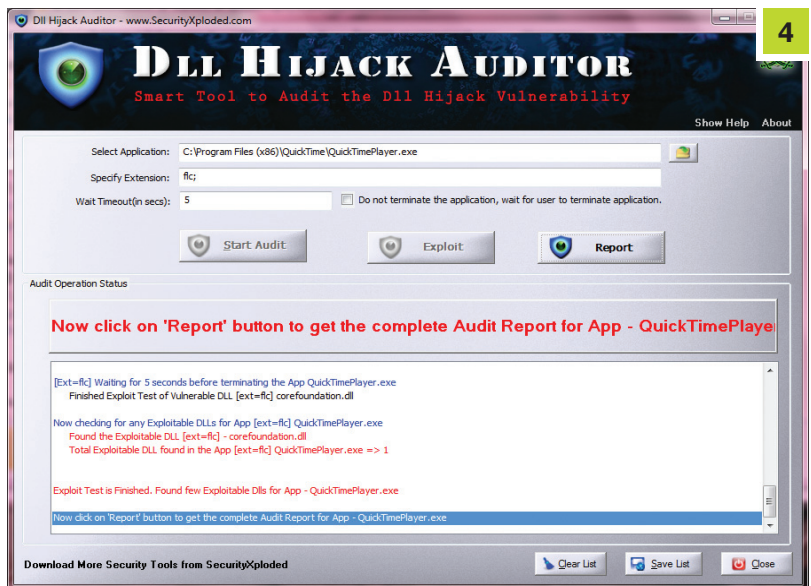 Dll Hijack Auditor - www.SecurityXploded.com
4
DLL HIJACK AUDITOR
Smart Tool to Audit the Dll Hijack Vulnerability
Show Help About
Select Application: C:\Program Files (x86)\QuickTime\QuickTimePlayer.exe
Specify Extension: flc;
Wait Timeout(in secs): 5 Do not terminate the application, wait for user to terminate application.
Start Audit Exploit Report
Audit Operation Status
Now click on 'Report' button to get the complete Audit Report for App - QuickTimePlaye
[Ext=flc] Waiting for 5 seconds before terminating the App QuickTimePlayer.exe
Finished Exploit Test of Vulnerable DLL [ext=flc] corefoundation.dll
Now checking for any Exploitable DLLs for App [ext=flc] QuickTimePlayer.exe
Found the Exploitable DLL [ext=flc] - corefoundation.dll
Total Exploitable DLL found in the App [ext=flc] QuickTimePlayer.exe => 1
Exploit Test is Finished. Found few Exploitable Dlls for App - QuickTimePlayer.exe
Now click on 'Report' button to get the complete Audit Report for App - QuickTimePlayer.exe
Download More Security Tools from SecurityXploded Clear List Save List Close